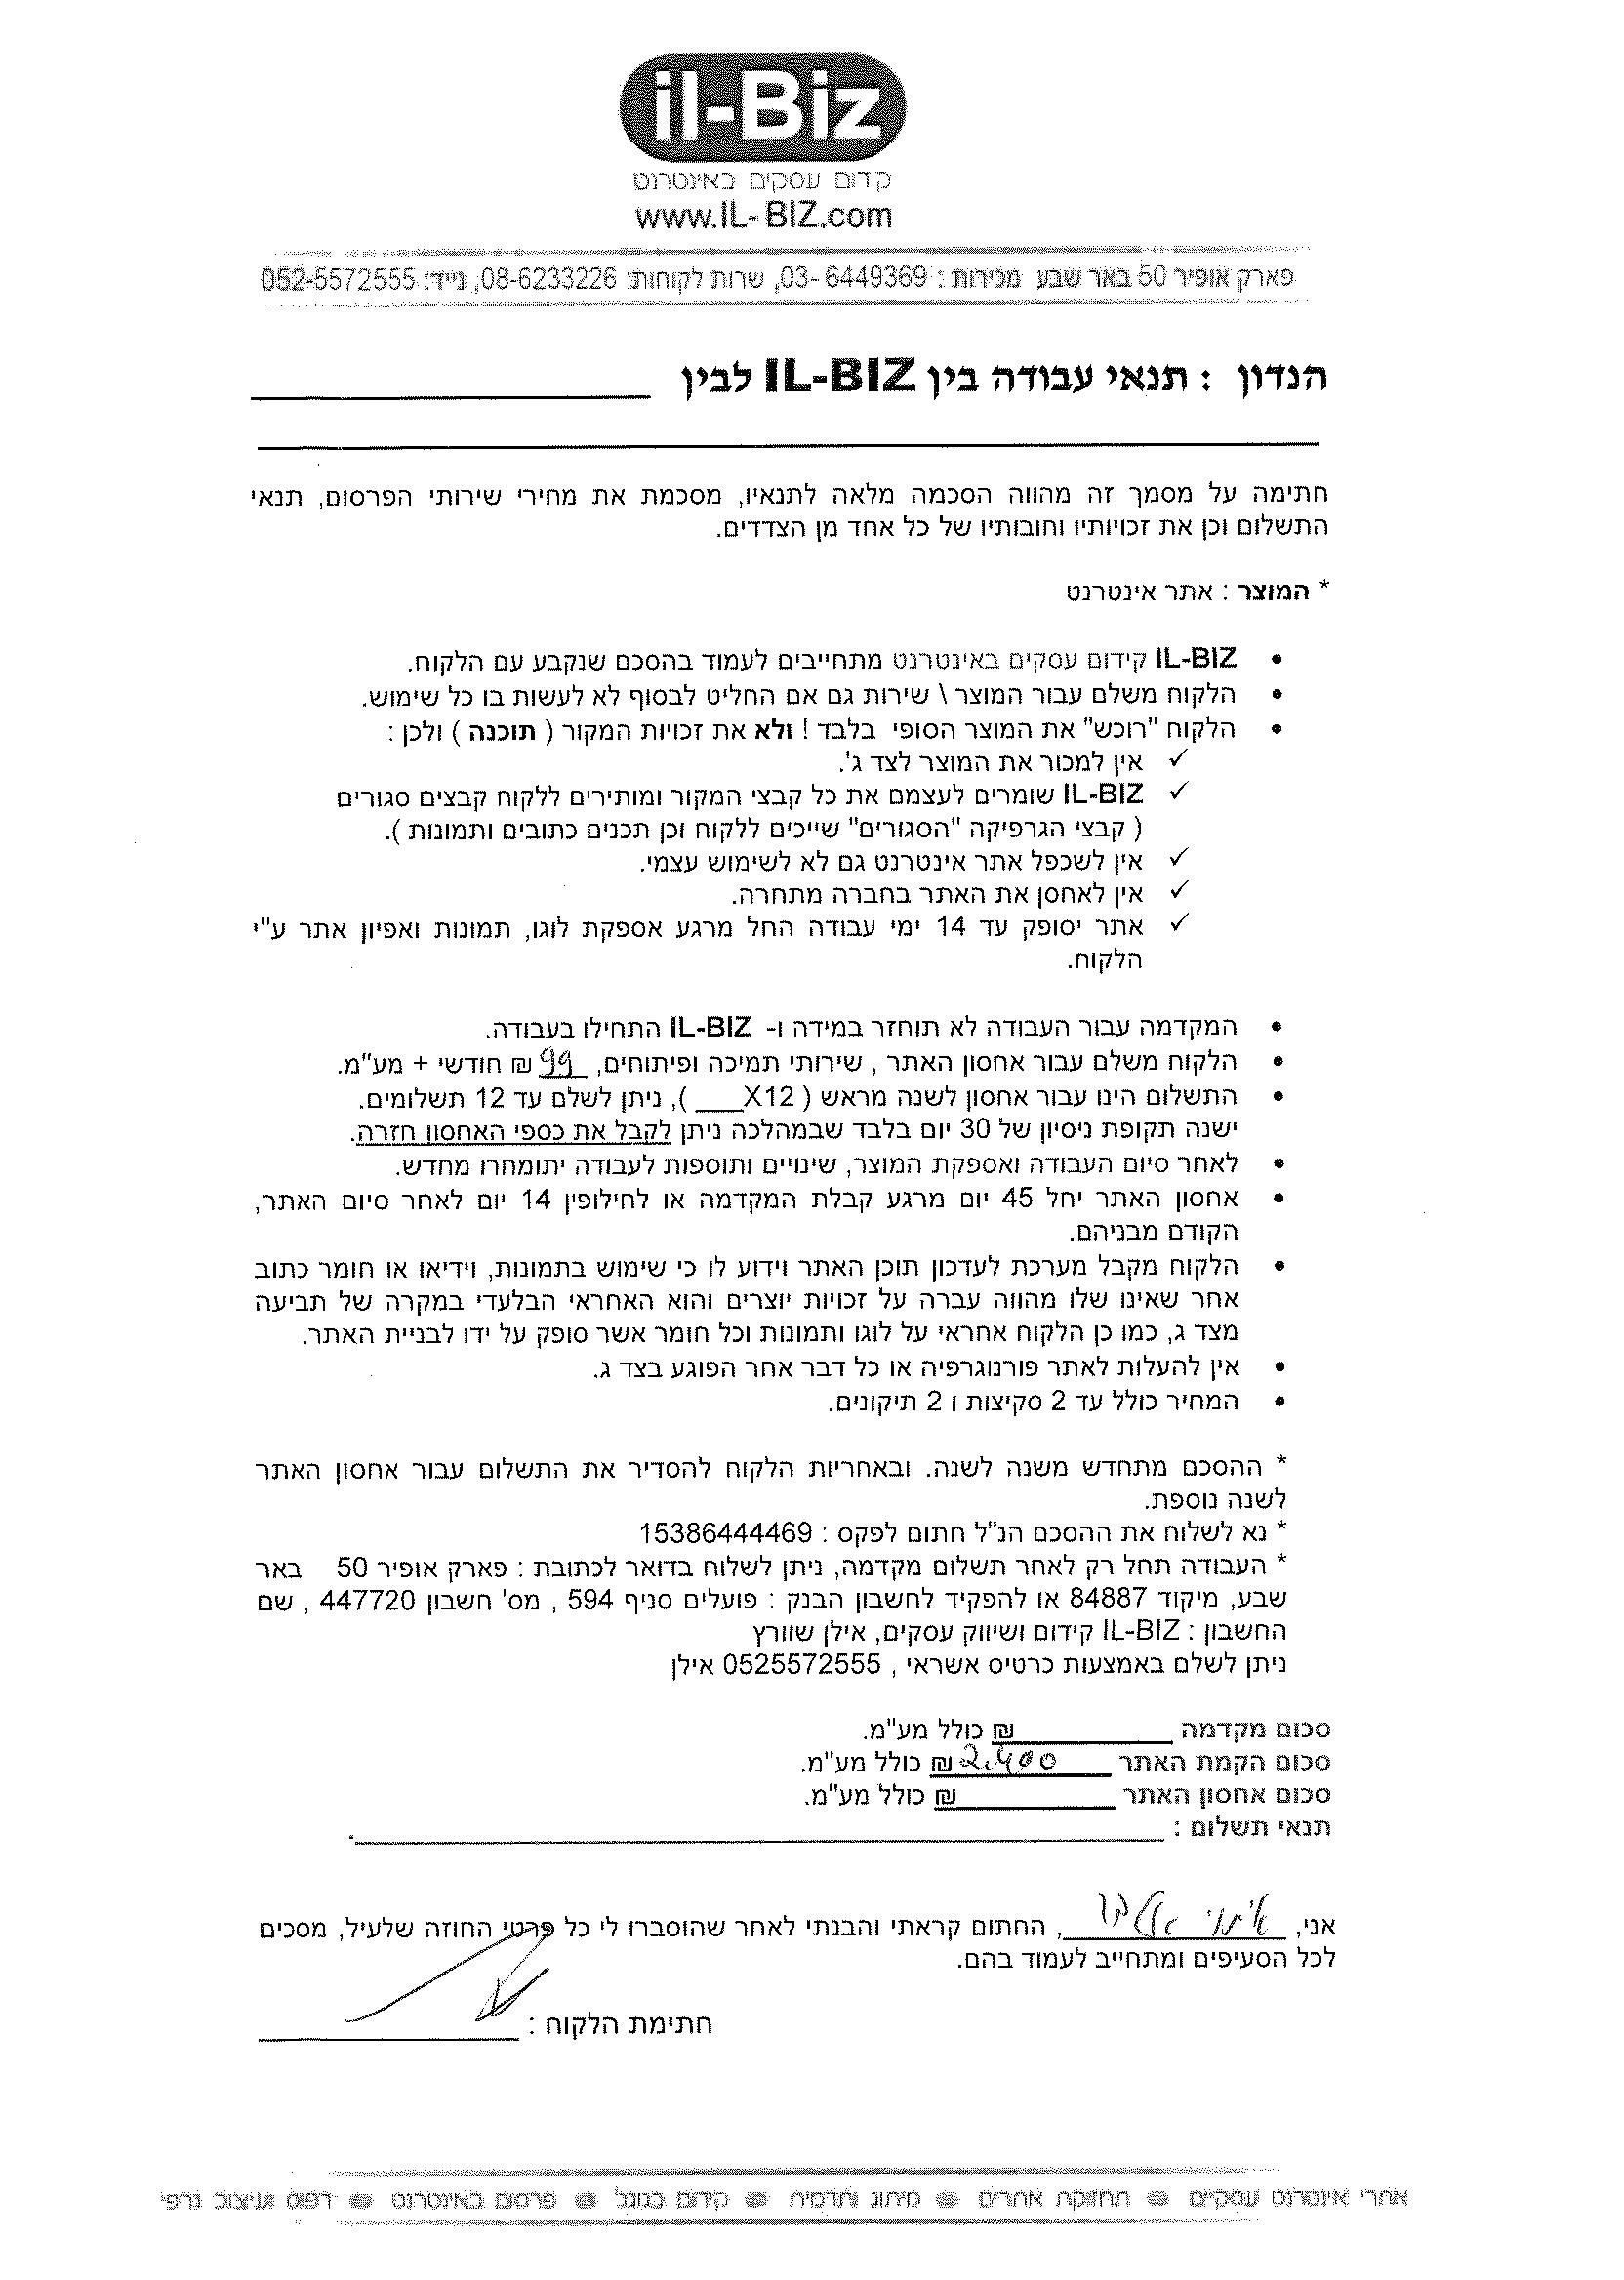 il-Biz
קידום עסקים באינטרנט
www.IL-BIZ.com
פארק אופיר 50 באר שבע מכירות : 03-6449369, שרות לקוחות: 08-6233226, נייד: 052-5572555
הנדון : תנאי עבודה בין IL-BIZ לבין
חתימה על מסמך זה מהווה הסכמה מלאה לתנאיו, מסכמת את מחירי שירותי הפרסום, תנאי
התשלום וכן את זכויותיו וחובותיו של כל אחד מן הצדדים.
* המוצר : אתר אינטרנט
• IL-BIZ קידום עסקים באינטרנט מתחייבים לעמוד בהסכם שנקבע עם הלקוח.
• הלקוח משלם עבור המוצר \ שירות גם אם החליט לבסוף לא לעשות בו כל שימוש.
• הלקוח "רוכש" את המוצר הסופי בלבד ! ולא את זכויות המקור ( תוכנה ) ולכן :
✓ אין למכור את המוצר לצד ג'.
✓ IL-BIZ שומרים לעצמם את כל קבצי המקור ומותירים ללקוח קבצים סגורים
( קבצי הגרפיקה "הסגורים" שייכים ללקוח וכן תכנים כתובים ותמונות ).
✓ אין לשכפל אתר אינטרנט גם לא לשימוש עצמי.
✓ אין לאחסן את האתר בחברה מתחרה.
✓ אתר יסופק עד 14 ימי עבודה החל מרגע אספקת לוגו, תמונות ואפיון אתר ע"י
הלקוח.
• המקדמה עבור העבודה לא תוחזר במידה ו- IL-BIZ התחילו בעבודה.
• הלקוח משלם עבור אחסון האתר , שירותי תמיכה ופיתוחים, 99 ₪ חודשי + מע"מ.
• התשלום הינו עבור אחסון לשנה מראש ( X12___ ), ניתן לשלם עד 12 תשלומים.
ישנה תקופת ניסיון של 30 יום בלבד שבמהלכה ניתן לקבל את כספי האחסון חזרה.
• לאחר סיום העבודה ואספקת המוצר, שינויים ותוספות לעבודה יתומחרו מחדש.
• אחסון האתר יחל 45 יום מרגע קבלת המקדמה או לחילופין 14 יום לאחר סיום האתר,
הקודם מבניהם.
• הלקוח מקבל מערכת לעדכון תוכן האתר וידוע לו כי שימוש בתמונות, וידיאו או חומר כתוב
אחר שאינו שלו מהווה עברה על זכויות יוצרים והוא האחראי הבלעדי במקרה של תביעה
מצד ג, כמו כן הלקוח אחראי על לוגו ותמונות וכל חומר אשר סופק על ידו לבניית האתר.
• אין להעלות לאתר פורנוגרפיה או כל דבר אחר הפוגע בצד ג.
• המחיר כולל עד 2 סקיצות ו 2 תיקונים.
* ההסכם מתחדש משנה לשנה. ובאחריות הלקוח להסדיר את התשלום עבור אחסון האתר
לשנה נוספת.
* נא לשלוח את ההסכם הנ"ל חתום לפקס : 15386444469
* העבודה תחל רק לאחר תשלום מקדמה, ניתן לשלוח בדואר לכתובת : פארק אופיר 50 באר
שבע, מיקוד 84887 או להפקיד לחשבון הבנק : פועלים סניף 594 , מס' חשבון 447720 , שם
החשבון : IL-BIZ קידום ושיווק עסקים, אילן שוורץ
ניתן לשלם באמצעות כרטיס אשראי , 0525572555 אילן
סכום מקדמה ___ ₪ כולל מע"מ.
סכום הקמת האתר 2.400 ₪ כולל מע"מ.
סכום אחסון האתר ___ ₪ כולל מע"מ.
תנאי תשלום : ___.
אני, ___, החתום קראתי והבנתי לאחר שהוסברו לי כל פרטי החוזה שלעיל, מסכים
לכל הסעיפים ומתחייב לעמוד בהם.
חתימת הלקוח :
אתרי אינטרנט עסקיים • תחזוקת אתרים • מיתוג ותדמית • קידום בגוגל • פרסום באינטרנט • דפוס ועיצוב גרפי